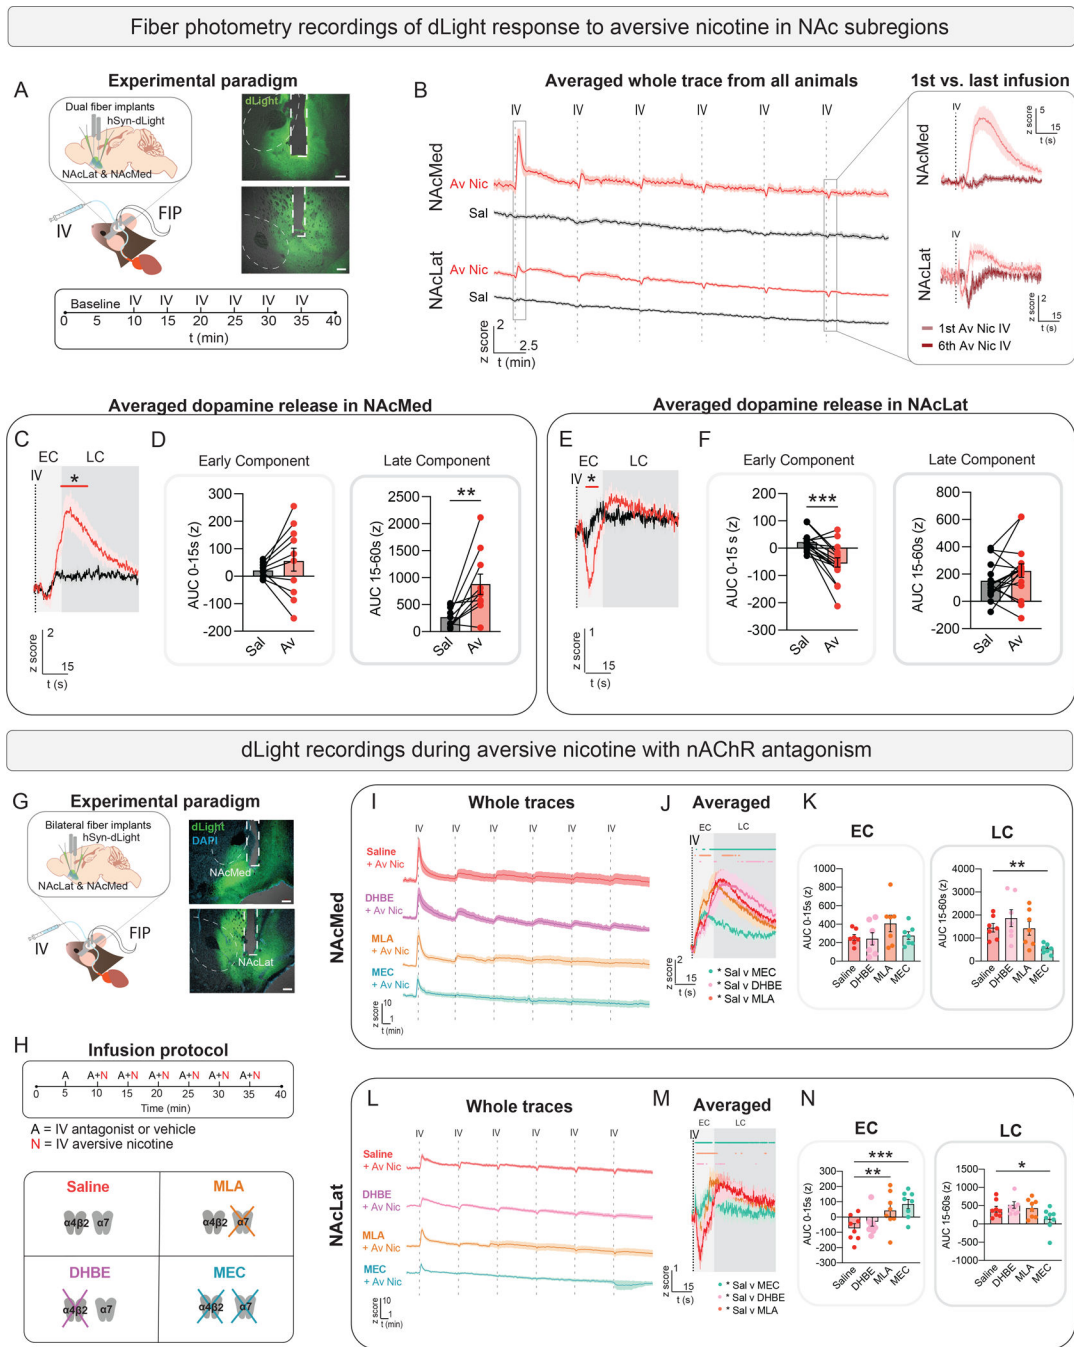 Fiber photometry recordings of dLight response to aversive nicotine in NAc subregions
A
Experimental paradigm
Dual fiber implants
hSyn-dLight
NAcLat & NAcMed
IV
FIP
dLight
Baseline IV IV IV IV IV IV
0 5 10 15 20 25 30 35 40
t (min)
B
Averaged whole trace from all animals
IV IV IV IV IV IV
NAcMed
Av Nic
Sal
NAcLat
Av Nic
Sal
z score
2
2.5
t (min)
1st vs. last infusion
IV
NAcMed
z score
5
15
t (s)
IV
NAcLat
z score
2
15
t (s)
1st Av Nic IV
6th Av Nic IV
Averaged dopamine release in NAcMed
C
EC LC
IV
*
z score
2
15
t (s)
D
Early Component
AUC 0-15s (z)
300
200
100
0
-100
-200
Sal Av
Late Component
AUC 15-60s (z)
2500
2000
1500
1000
500
0
**
Sal Av
Averaged dopamine release in NAcLat
E
EC LC
IV
*
z score
1
15
t (s)
F
Early Component
AUC 0-15 s (z)
200
100
0
-100
-200
-300
***
Sal Av
Late Component
AUC 15-60s (z)
800
600
400
200
0
-200
Sal Av
dLight recordings during aversive nicotine with nAChR antagonism
G
Experimental paradigm
Bilateral fiber implants
hSyn-dLight
NAcLat & NAcMed
IV
FIP
dLight
DAPI
NAcMed
NAcLat
H
Infusion protocol
A A+N A+N A+N A+N A+N A+N
0 5 10 15 20 25 30 35 40
Time (min)
A = IV antagonist or vehicle
N = IV aversive nicotine
Saline
α4β2 α7
MLA
α4β2 α7
DHBE
α4β2 α7
MEC
α4β2 α7
I
Whole traces
IV IV IV IV IV IV
NAcMed
Saline
+ Av Nic
DHBE
+ Av Nic
MLA
+ Av Nic
MEC
+ Av Nic
z score
10
1
t (min)
J
Averaged
EC LC
IV
z score
2
15
t (s)
* Sal v MEC
* Sal v DHBE
* Sal v MLA
K
EC
AUC 0-15s (z)
1000
800
600
400
200
0
Saline DHBE MLA MEC
LC
AUC 15-60s (z)
4000
3000
2000
1000
0
**
Saline DHBE MLA MEC
L
Whole traces
IV IV IV IV IV IV
NAcLat
Saline
+ Av Nic
DHBE
+ Av Nic
MLA
+ Av Nic
MEC
+ Av Nic
z score
10
1
t (min)
M
Averaged
EC LC
IV
z score
1
15
t (s)
* Sal v MEC
* Sal v DHBE
* Sal v MLA
N
EC
AUC 0-15s (z)
300
200
100
0
-100
-200
-300
***
**
Saline DHBE MLA MEC
LC
AUC 15-60s (z)
1500
1000
500
0
-500
-1000
*
Saline DHBE MLA MEC